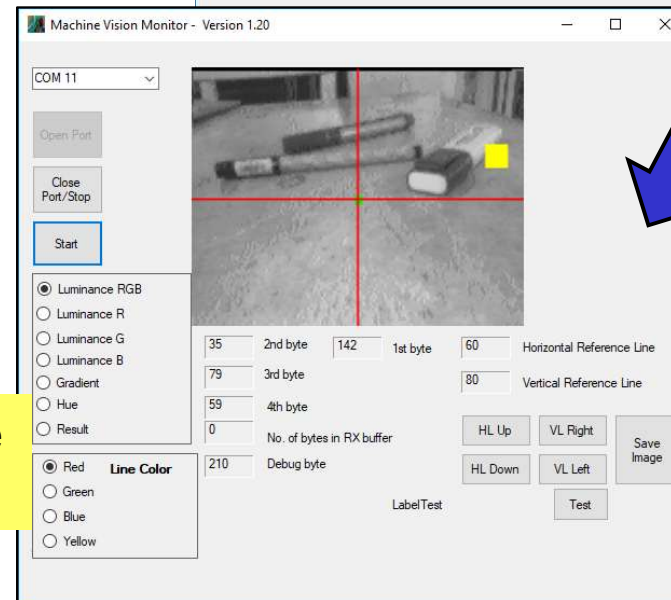 Machine Vision Monitor - Version 1.20
COM 11
Open Port
Close
Port/Stop
Start
Luminance RGB
Luminance R
Luminance G
Luminance B
Gradient
Hue
Result
Red Line Color
Green
Blue
Yellow
35 2nd byte 142 1st byte 60 Horizontal Reference Line
79 3rd byte 80 Vertical Reference Line
59 4th byte
0 No. of bytes in RX buffer
210 Debug byte
HL Up VL Right
HL Down VL Left
Save
Image
LabelTest Test